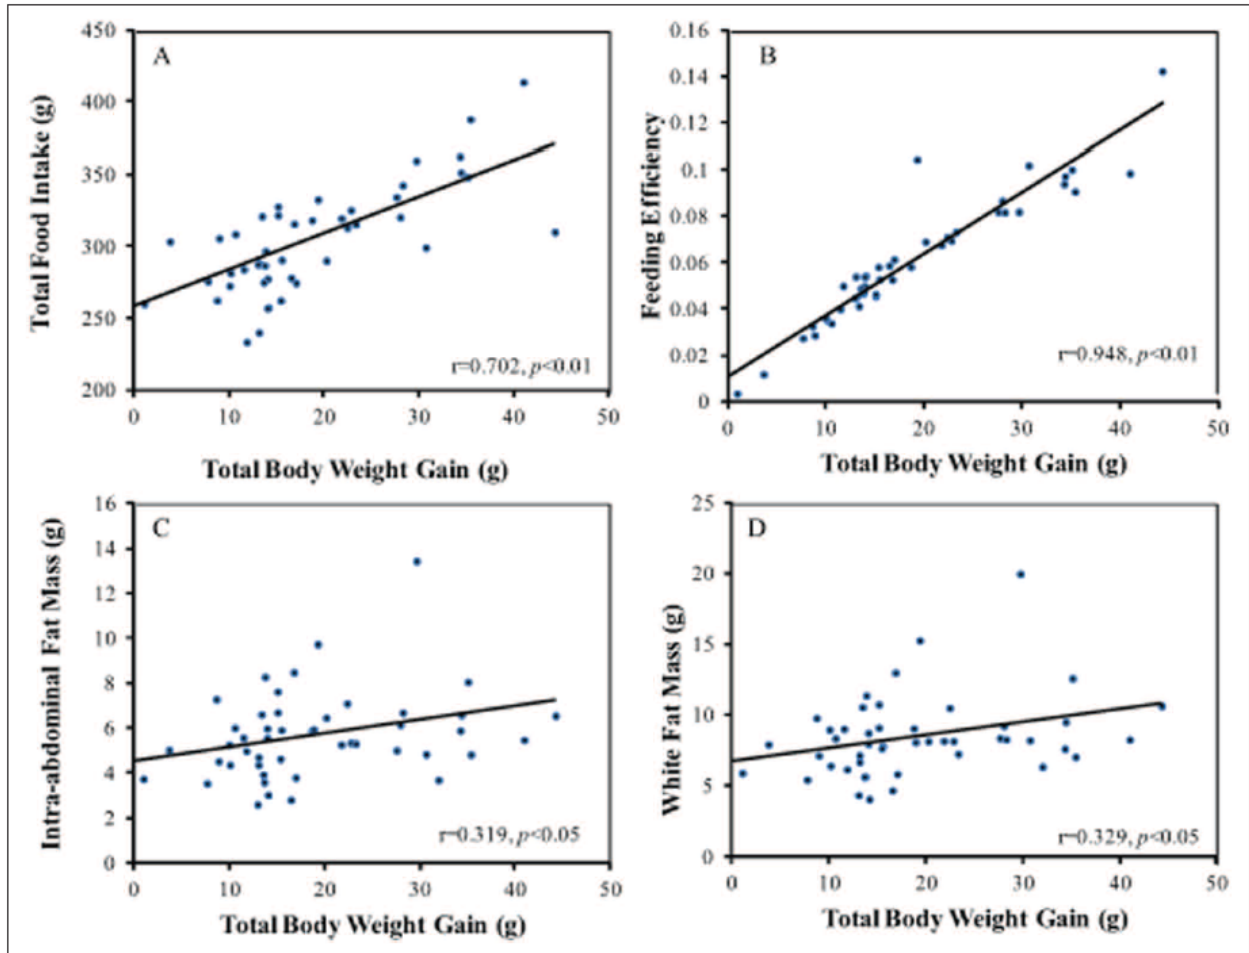 A
Total Food Intake (g)
450
400
350
300
250
200
r=0.702, p<0.01
0 10 20 30 40 50
Total Body Weight Gain (g)
B
Feeding Efficiency
0.16
0.14
0.12
0.1
0.08
0.06
0.04
0.02
0
r=0.948, p<0.01
0 10 20 30 40 50
Total Body Weight Gain (g)
C
Intra-abdominal Fat Mass (g)
16
14
12
10
8
6
4
2
0
r=0.319, p<0.05
0 10 20 30 40 50
Total Body Weight Gain (g)
D
White Fat Mass (g)
25
20
15
10
5
0
r=0.329, p<0.05
0 10 20 30 40 50
Total Body Weight Gain (g)